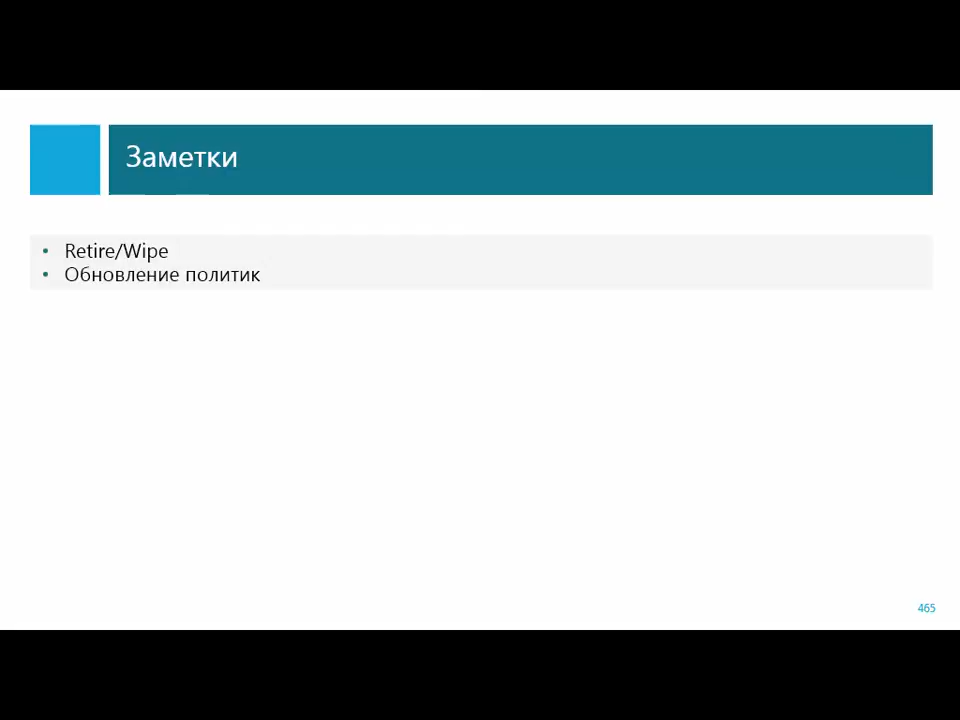 Заметки
• Retire/Wipe
• Обновление политик
465